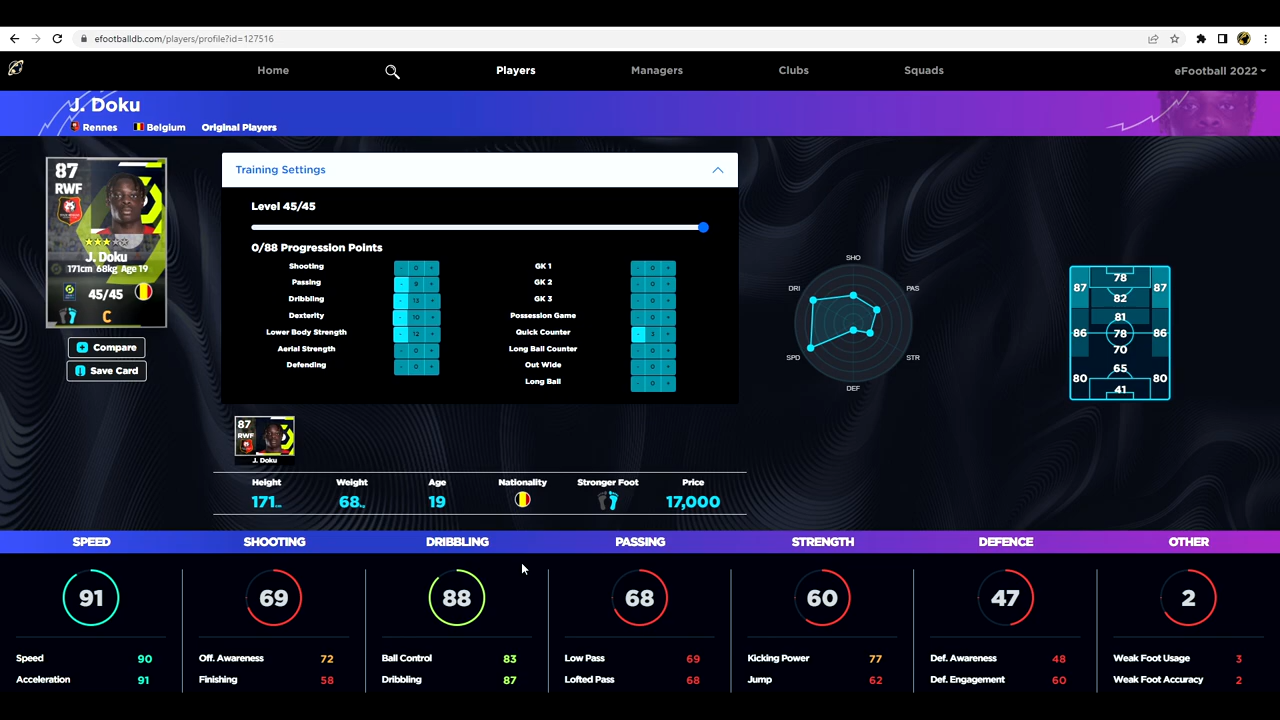 efootballdb.com/players/profile?id=127516
Home Players Managers Clubs Squads eFootball 2022
J. Doku
Rennes Belgium Original Players
87
RWF
J. Doku
171cm 68kg Age 19
45/45
C
Compare
Save Card
Training Settings
Level 45/45
0/88 Progression Points
Shooting - 0 + GK 1 - 0 +
Passing - 9 + GK 2 - 0 +
Dribbling - 13 + GK 3 - 0 +
Dexterity - 10 + Possession Game - 0 +
Lower Body Strength - 12 + Quick Counter - 3 +
Aerial Strength - 0 + Long Ball Counter - 0 +
Defending - 0 + Out Wide - 0 +
Long Ball - 0 +
SHO
DRI PAS
SPD STR
DEF
78
87 87
82
81
86 78 86
70
65
80 80
41
87
RWF
J. Doku
Height Weight Age Nationality Stronger Foot Price
171 68 19 17,000
SPEED SHOOTING DRIBBLING PASSING STRENGTH DEFENCE OTHER
91 69 88 68 60 47 2
Speed 90 Off. Awareness 72 Ball Control 83 Low Pass 69 Kicking Power 77 Def. Awareness 48 Weak Foot Usage 3
Acceleration 91 Finishing 58 Dribbling 87 Lofted Pass 68 Jump 62 Def. Engagement 60 Weak Foot Accuracy 2